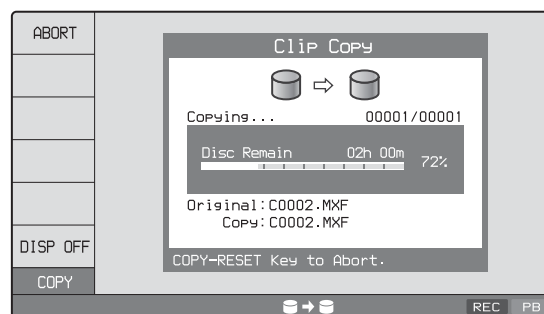 ABORT
Clip Copy
Copying... 00001/00001
Disc Remain 02h 00m
72%
Original:C0002.MXF
Copy:C0002.MXF
DISP OFF
COPY-RESET Key to Abort.
COPY
REC PB